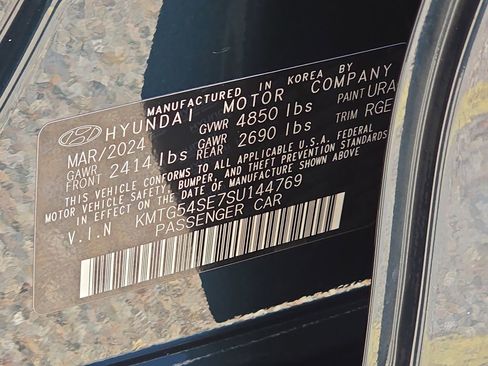 MANUFACTURED IN KOREA BY
HYUNDAI MOTOR COMPANY
MAR/2024 GVWR 4850 lbs PAINT URA
GAWR FRONT 2414 lbs GAWR REAR 2690 lbs TRIM RGE
THIS VEHICLE CONFORMS TO ALL APPLICABLE U.S.A. FEDERAL
MOTOR VEHICLE SAFETY, BUMPER, AND THEFT PREVENTION STANDARDS
IN EFFECT ON THE DATE OF MANUFACTURE SHOWN ABOVE
V.I.N KMTG54SE7SU144769
PASSENGER CAR